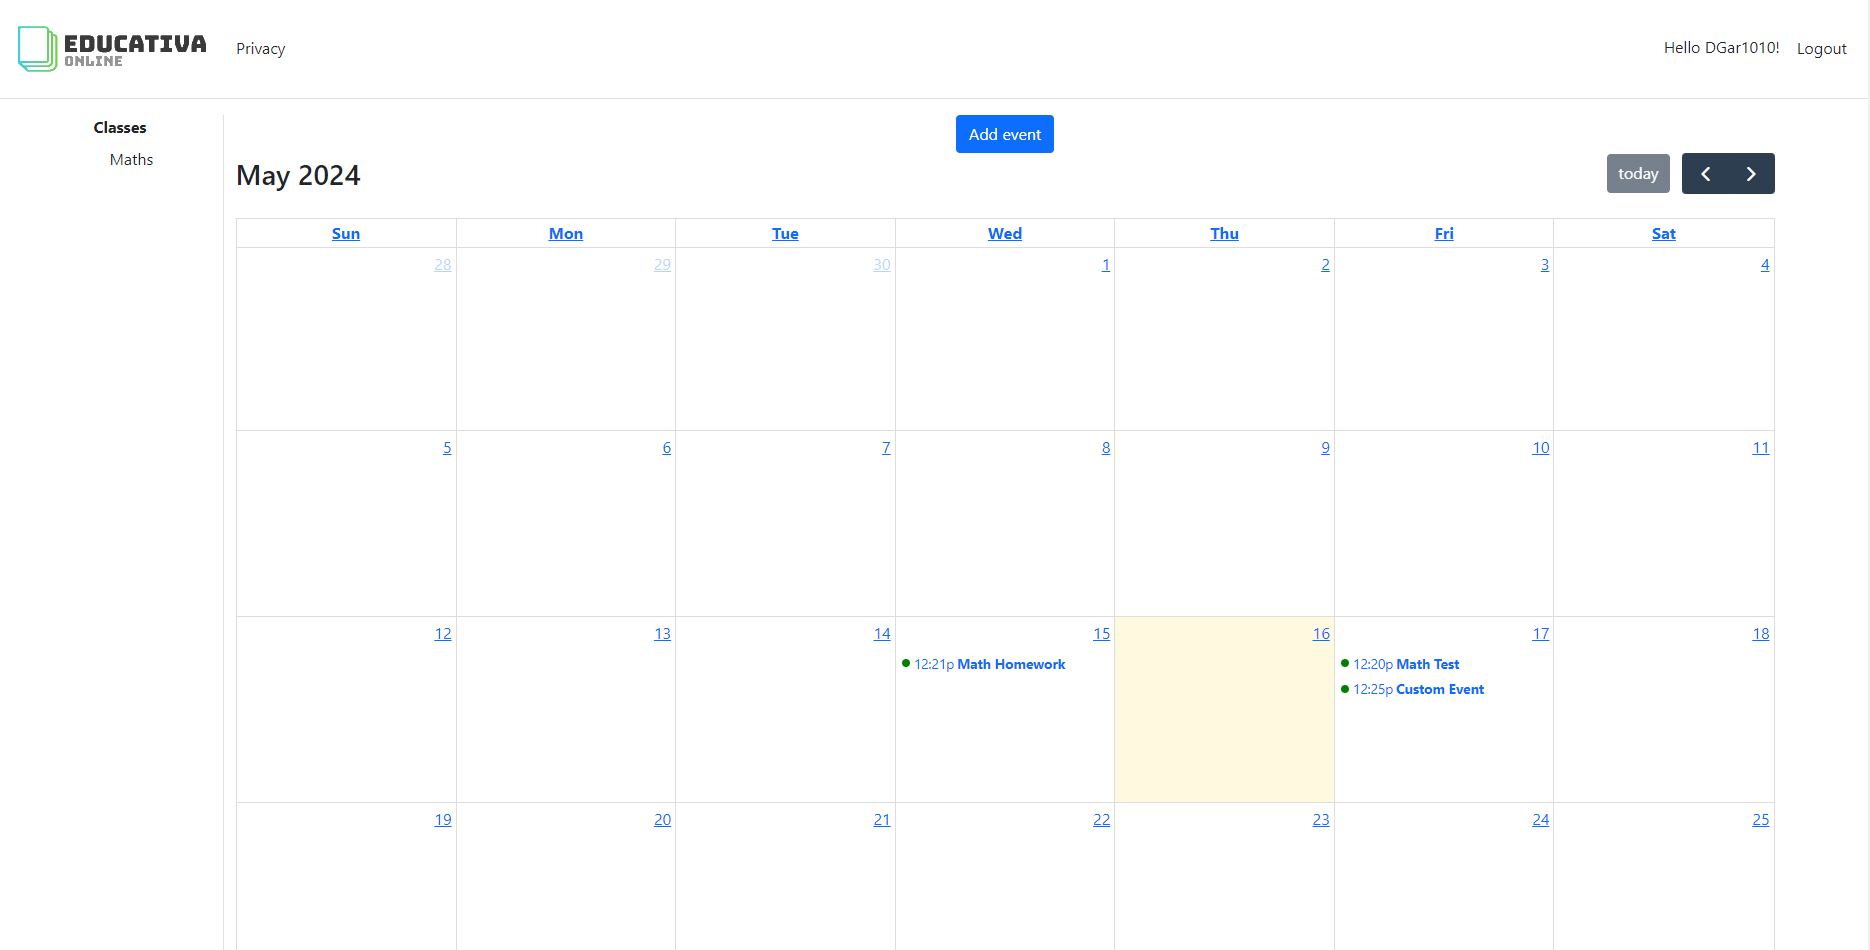 EDUCATIVA
ONLINE
Privacy
Hello DGar1010!
Logout
Classes
Maths
Add event
May 2024
today
Sun Mon Tue Wed Thu Fri Sat
28 29 30 1 2 3 4
5 6 7 8 9 10 11
12 13 14 15 16 17 18
12:21p Math Homework
12:20p Math Test
12:25p Custom Event
19 20 21 22 23 24 25